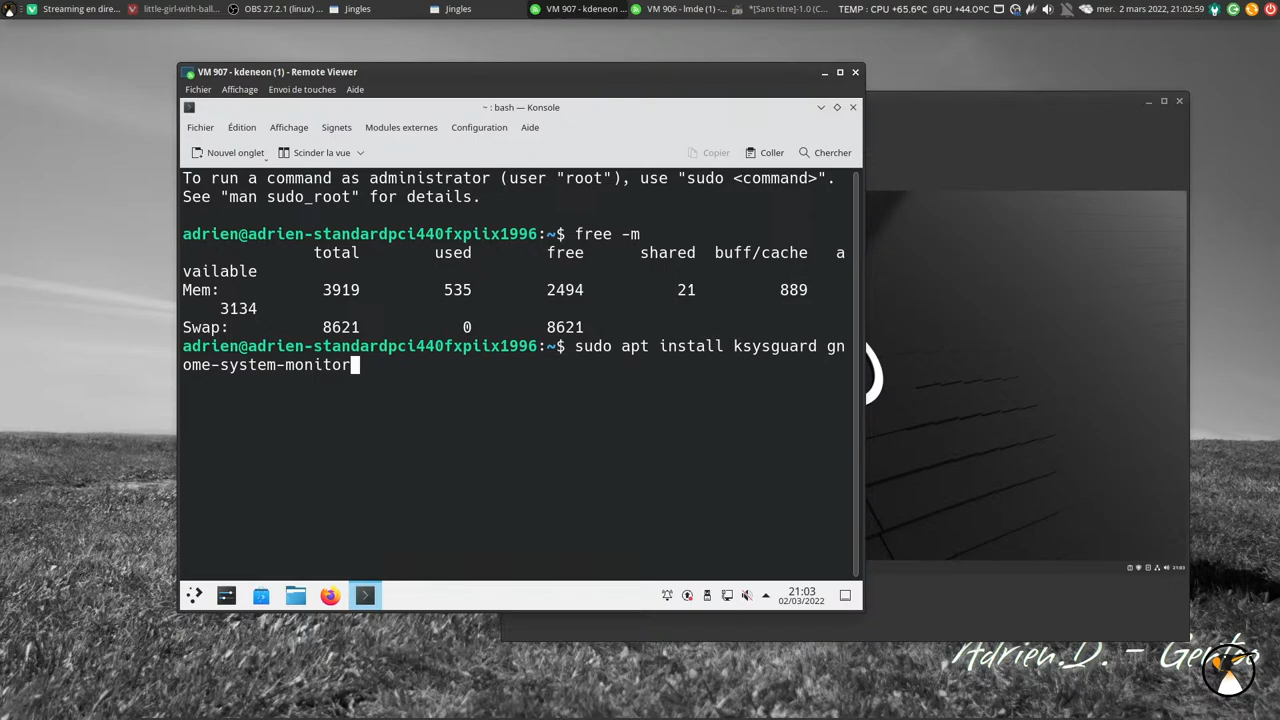 VM 907 - kdeneon (1) - Remote Viewer
Streaming en dire...
little-girl-with-ball...
OBS 27.2.1 (linux) ...
Jingles
Jingles
VM 907 - kdeneon ...
VM 906 - lmde (1) -...
*[Sans titre]-1.0 (C...
TEMP : CPU +65.6ºC GPU +44.0ºC
mer. 2 mars 2022, 21:02:59
Fichier Affichage Envoi de touches Aide
~ : bash — Konsole
Fichier Édition Affichage Signets Modules externes Configuration Aide
Nouvel onglet Scinder la vue Copier Coller Chercher
To run a command as administrator (user "root"), use "sudo <command>".
See "man sudo_root" for details.
adrien@adrien-standardpci440fxpiix1996:~$ free -m
total used free shared buff/cache a
vailable
Mem: 3919 535 2494 21 889
3134
Swap: 8621 0 8621
adrien@adrien-standardpci440fxpiix1996:~$ sudo apt install ksysguard gn
ome-system-monitor
21:03
02/03/2022
21:03
Adrien.D. - Gentoo